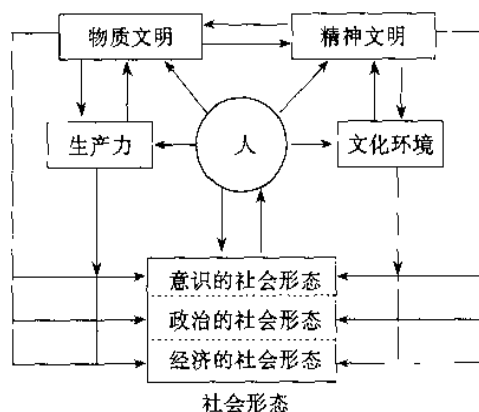 物质文明
精神文明
生产力
人
文化环境
意识的社会形态
政治的社会形态
经济的社会形态
社会形态